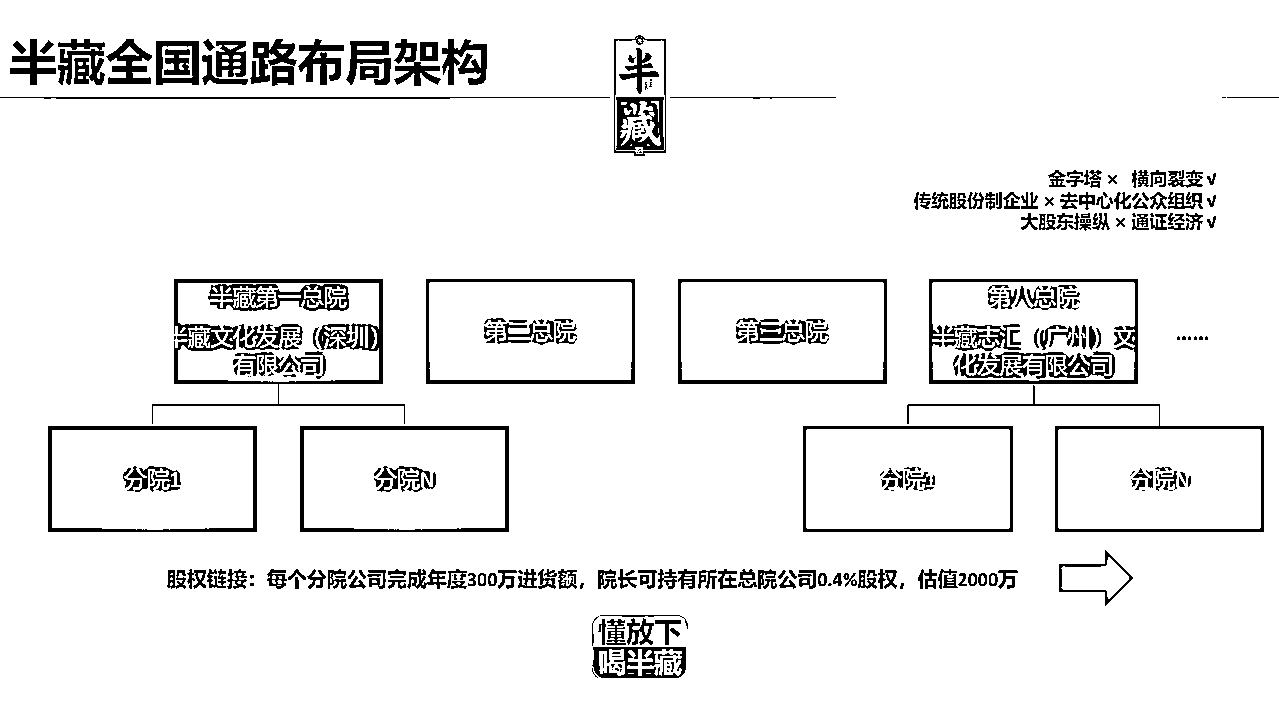 半藏全国通路布局架构
半
藏
金字塔 × 横向裂变 √
传统股份制企业 × 去中心化公众组织 √
大股东操纵 × 通证经济 √
半藏第一总院
半藏文化发展（深圳）
有限公司
第二总院
第三总院
第八总院
半藏志汇（广州）文
化发展有限公司
……
分院1
分院N
分院1
分院N
股权链接：每个分院公司完成年度300万进货额，院长可持有所在总院公司0.4%股权，估值2000万
懂放下
喝半藏